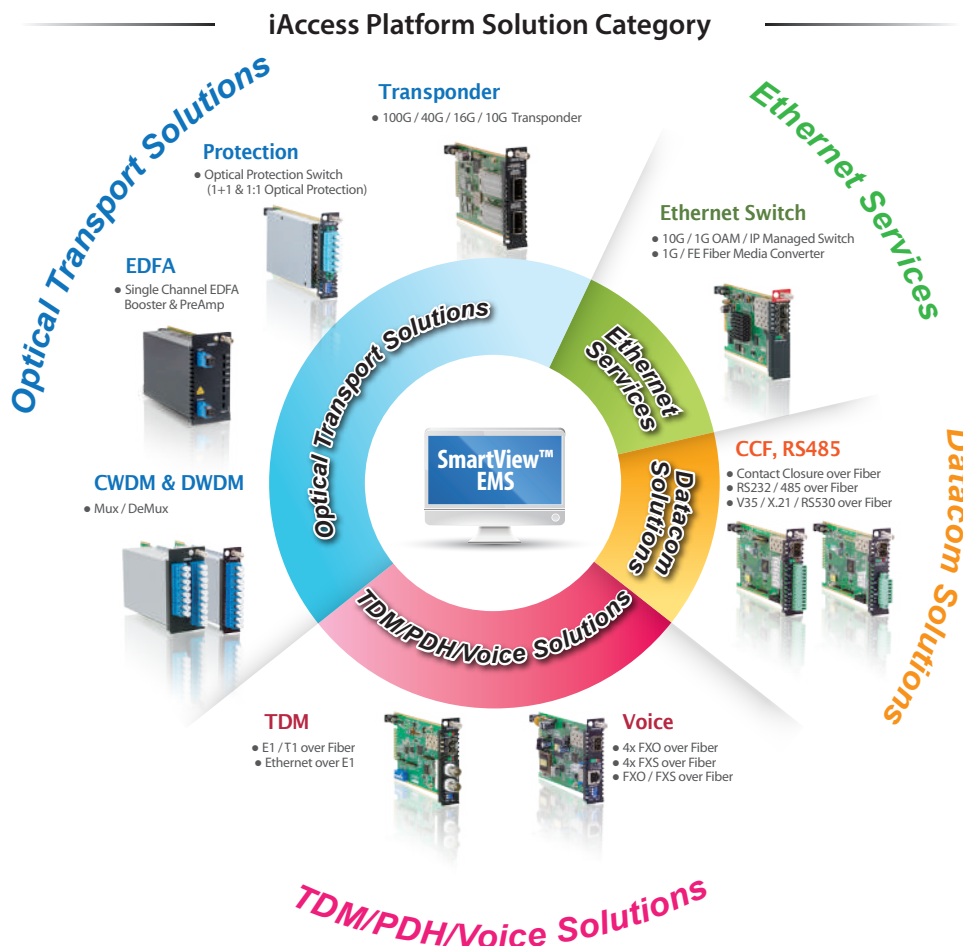 iAccess Platform Solution Category
Optical Transport Solutions
Transponder
● 100G / 40G / 16G / 10G Transponder
Protection
● Optical Protection Switch
(1+1 & 1:1 Optical Protection)
EDFA
● Single Channel EDFA
Booster & PreAmp
CWDM & DWDM
● Mux / DeMux
Ethernet Services
Ethernet Switch
● 10G / 1G OAM / IP Managed Switch
● 1G / FE Fiber Media Converter
Optical Transport Solutions
Ethernet
Services
Datacom
Solutions
TDM/PDH/Voice Solutions
SmartView™
EMS
Datacom Solutions
CCF, RS485
● Contact Closure over Fiber
● RS232 / 485 over Fiber
● V35 / X.21 / RS530 over Fiber
TDM
● E1 / T1 over Fiber
● Ethernet over E1
Voice
● 4x FXO over Fiber
● 4x FXS over Fiber
● FXO / FXS over Fiber
TDM/PDH/Voice Solutions